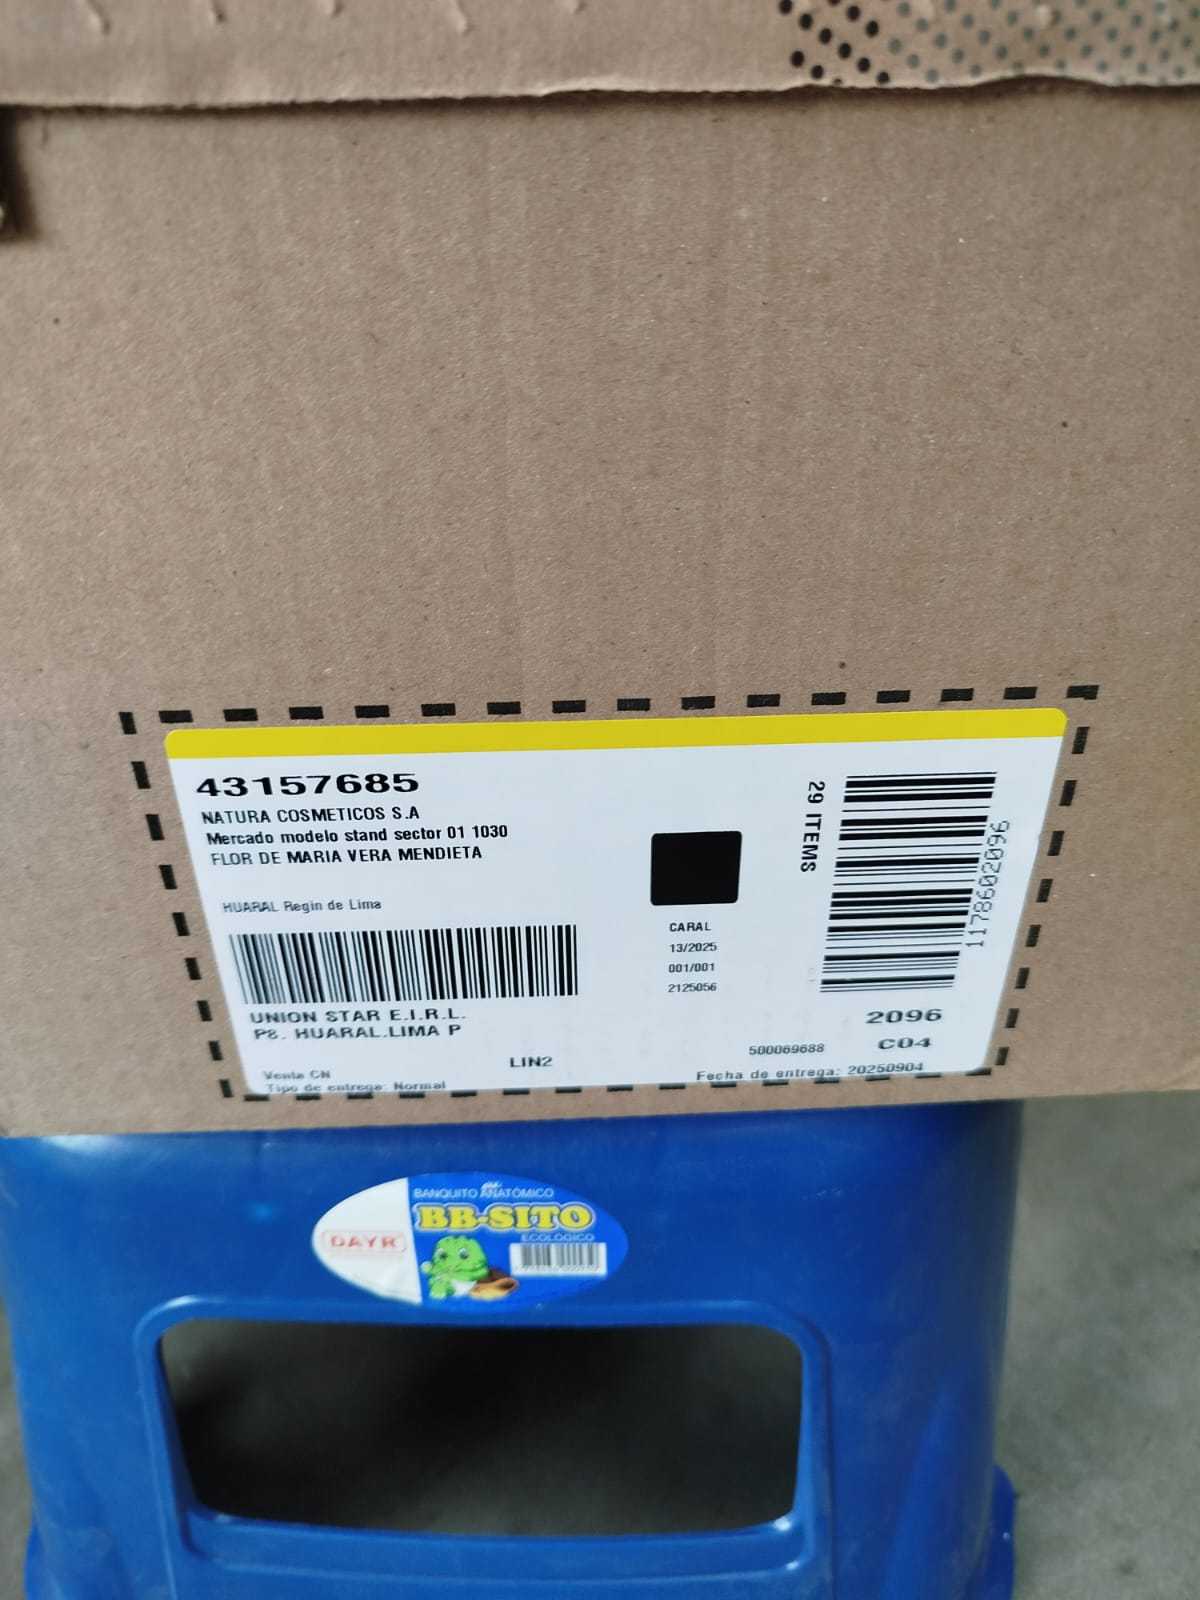 43157685
NATURA COSMETICOS S.A
Mercado modelo stand sector 01 1030
FLOR DE MARIA VERA MENDIETA
HUARAL Regin de Lima
UNION STAR E.I.R.L.
P8. HUARAL.LIMA P
LIN2
Venta CN
Tipo de entrega: Normal
CARAL
13/2025
001/001
2125056
29 ITEMS
1178602096
2096
C04
500069688
Fecha de entrega: 20250904
BANQUITO ANATÓMICO
BB-SITO
ECOLOGICO
DAYR